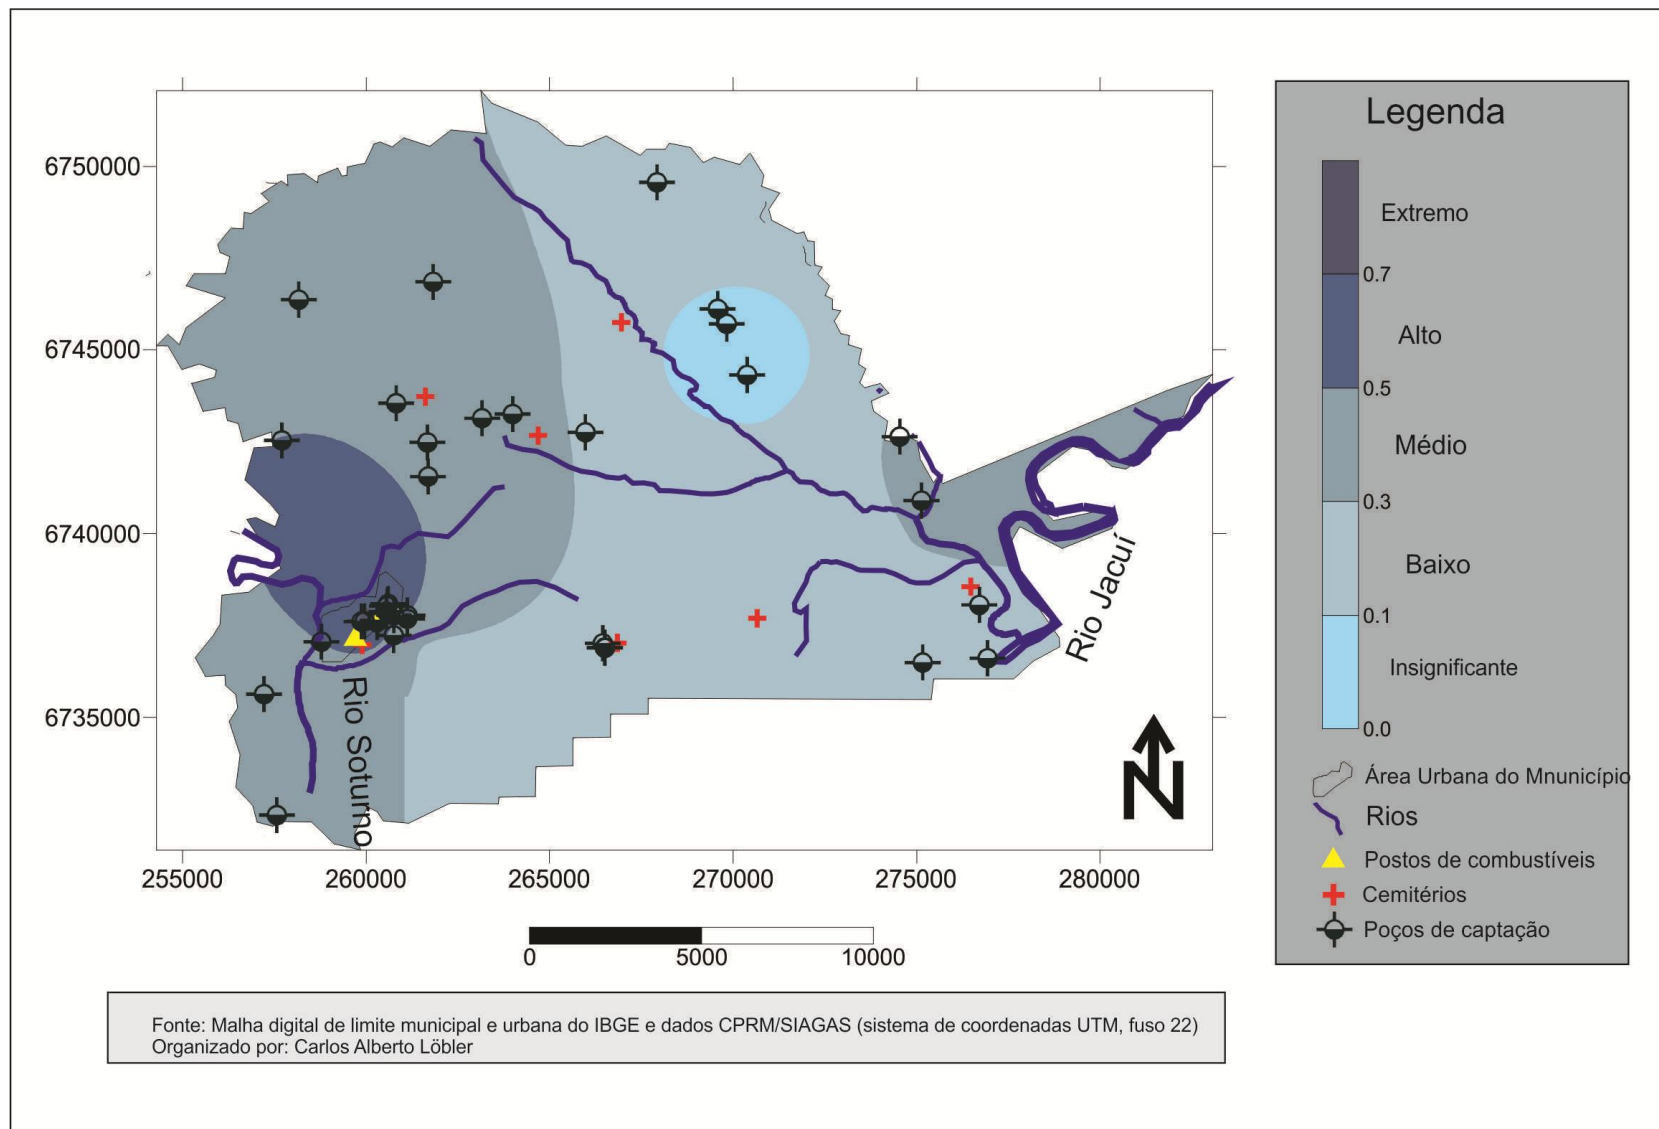 Legenda
Extremo
0.7
Alto
0.5
Médio
0.3
Baixo
0.1
Insignificante
0.0
Área Urbana do Mnunicípio
Rios
Postos de combustíveis
Cemitérios
Poços de captação
6750000
6745000
6740000
6735000
Rio Jacuí
Rio Soturno
N
255000 260000 265000 270000 275000 280000
0 5000 10000
Fonte: Malha digital de limite municipal e urbana do IBGE e dados CPRM/SIAGAS (sistema de coordenadas UTM, fuso 22)
Organizado por: Carlos Alberto Löbler